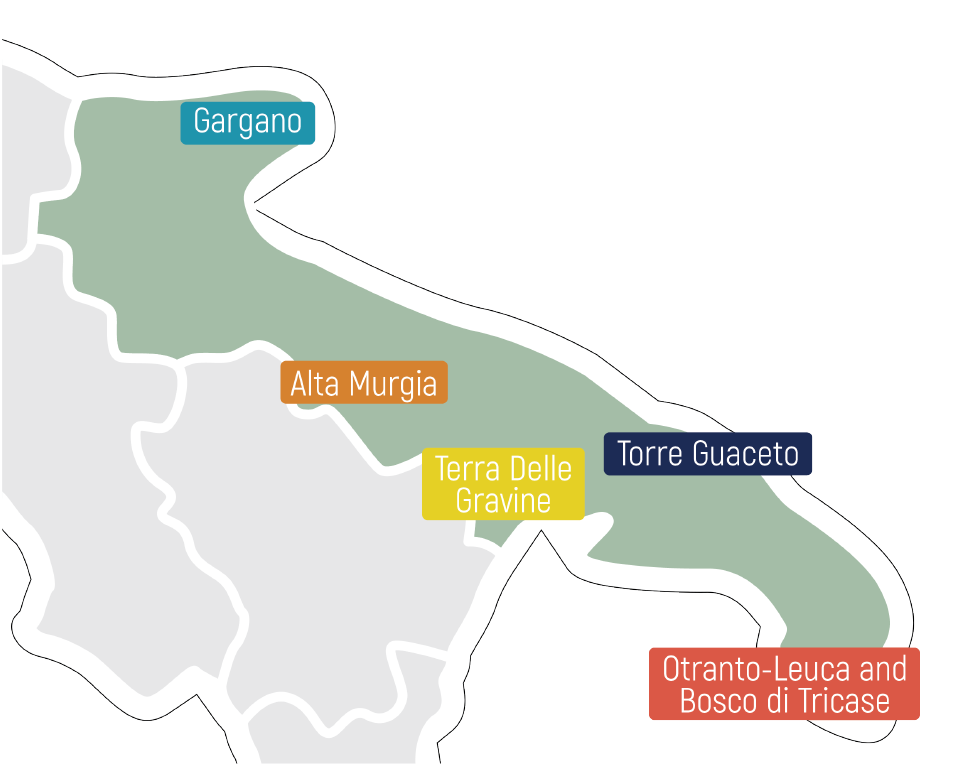 Gargano
Alta Murgia
Torre Guaceto
Terra Delle
Gravine
Otranto-Leuca and
Bosco di Tricase